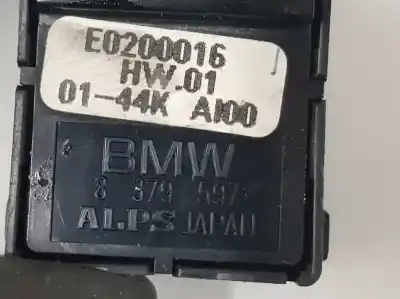 E0200016
HW.01
01-44K AI00
BMW
8 379 597
ALPS JAPAN